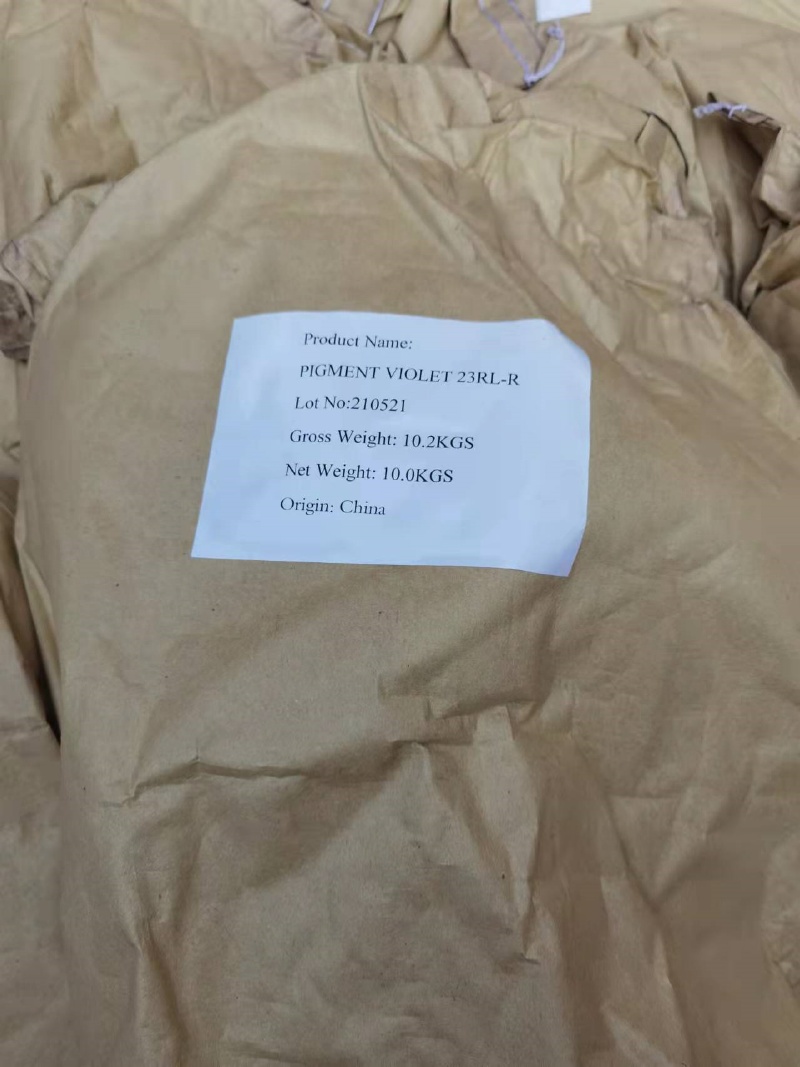 Product Name:
PIGMENT VIOLET 23RL-R
Lot No:210521
Gross Weight: 10.2KGS
Net Weight: 10.0KGS
Origin: China